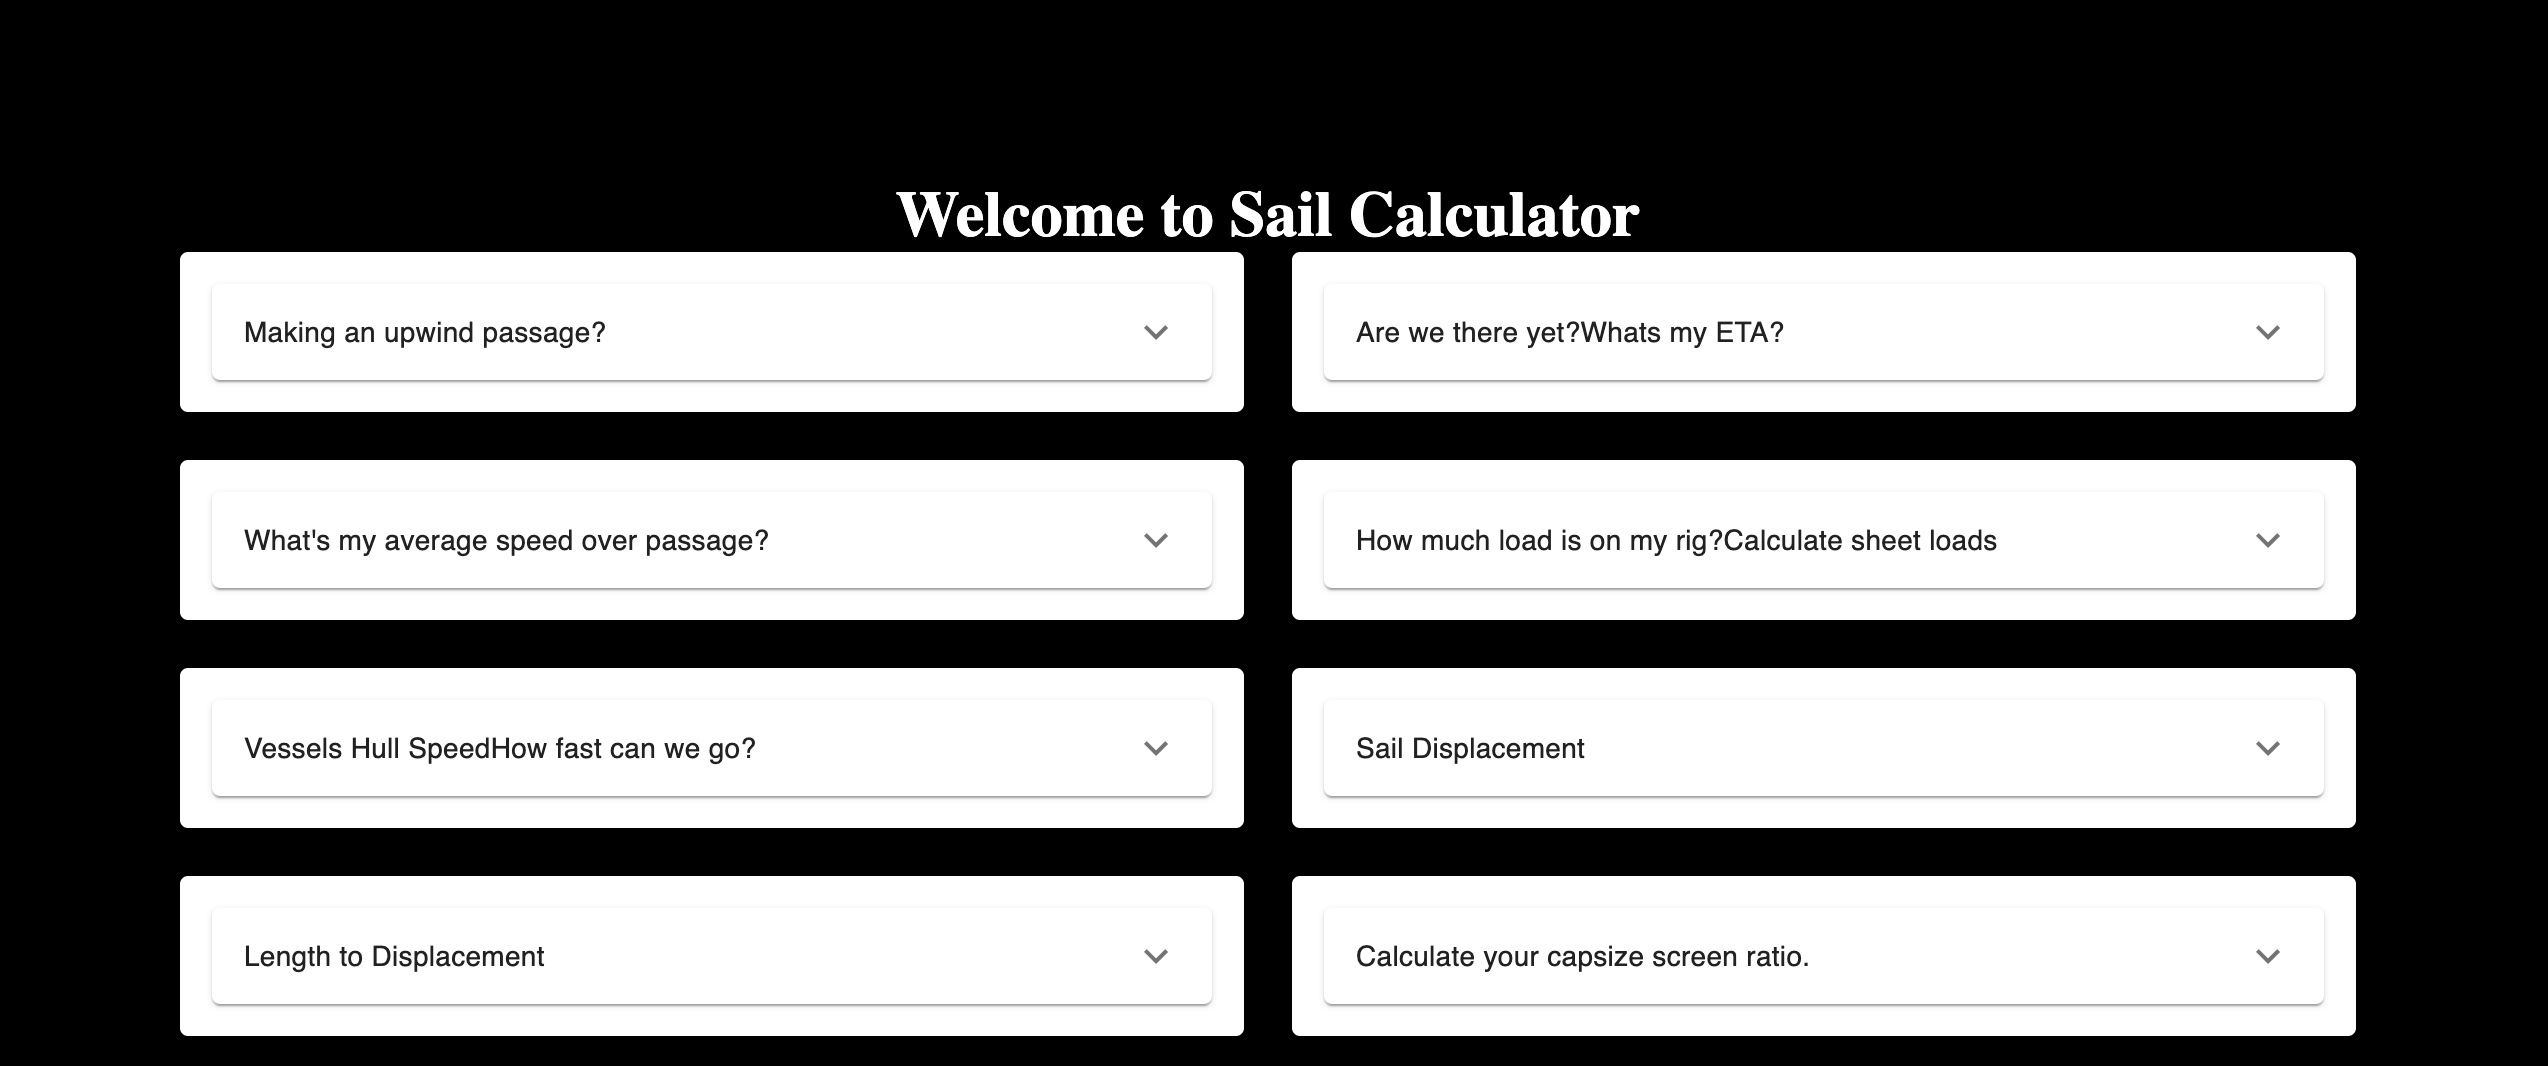 Welcome to Sail Calculator
Making an upwind passage?
Are we there yet?Whats my ETA?
What's my average speed over passage?
How much load is on my rig?Calculate sheet loads
Vessels Hull SpeedHow fast can we go?
Sail Displacement
Length to Displacement
Calculate your capsize screen ratio.